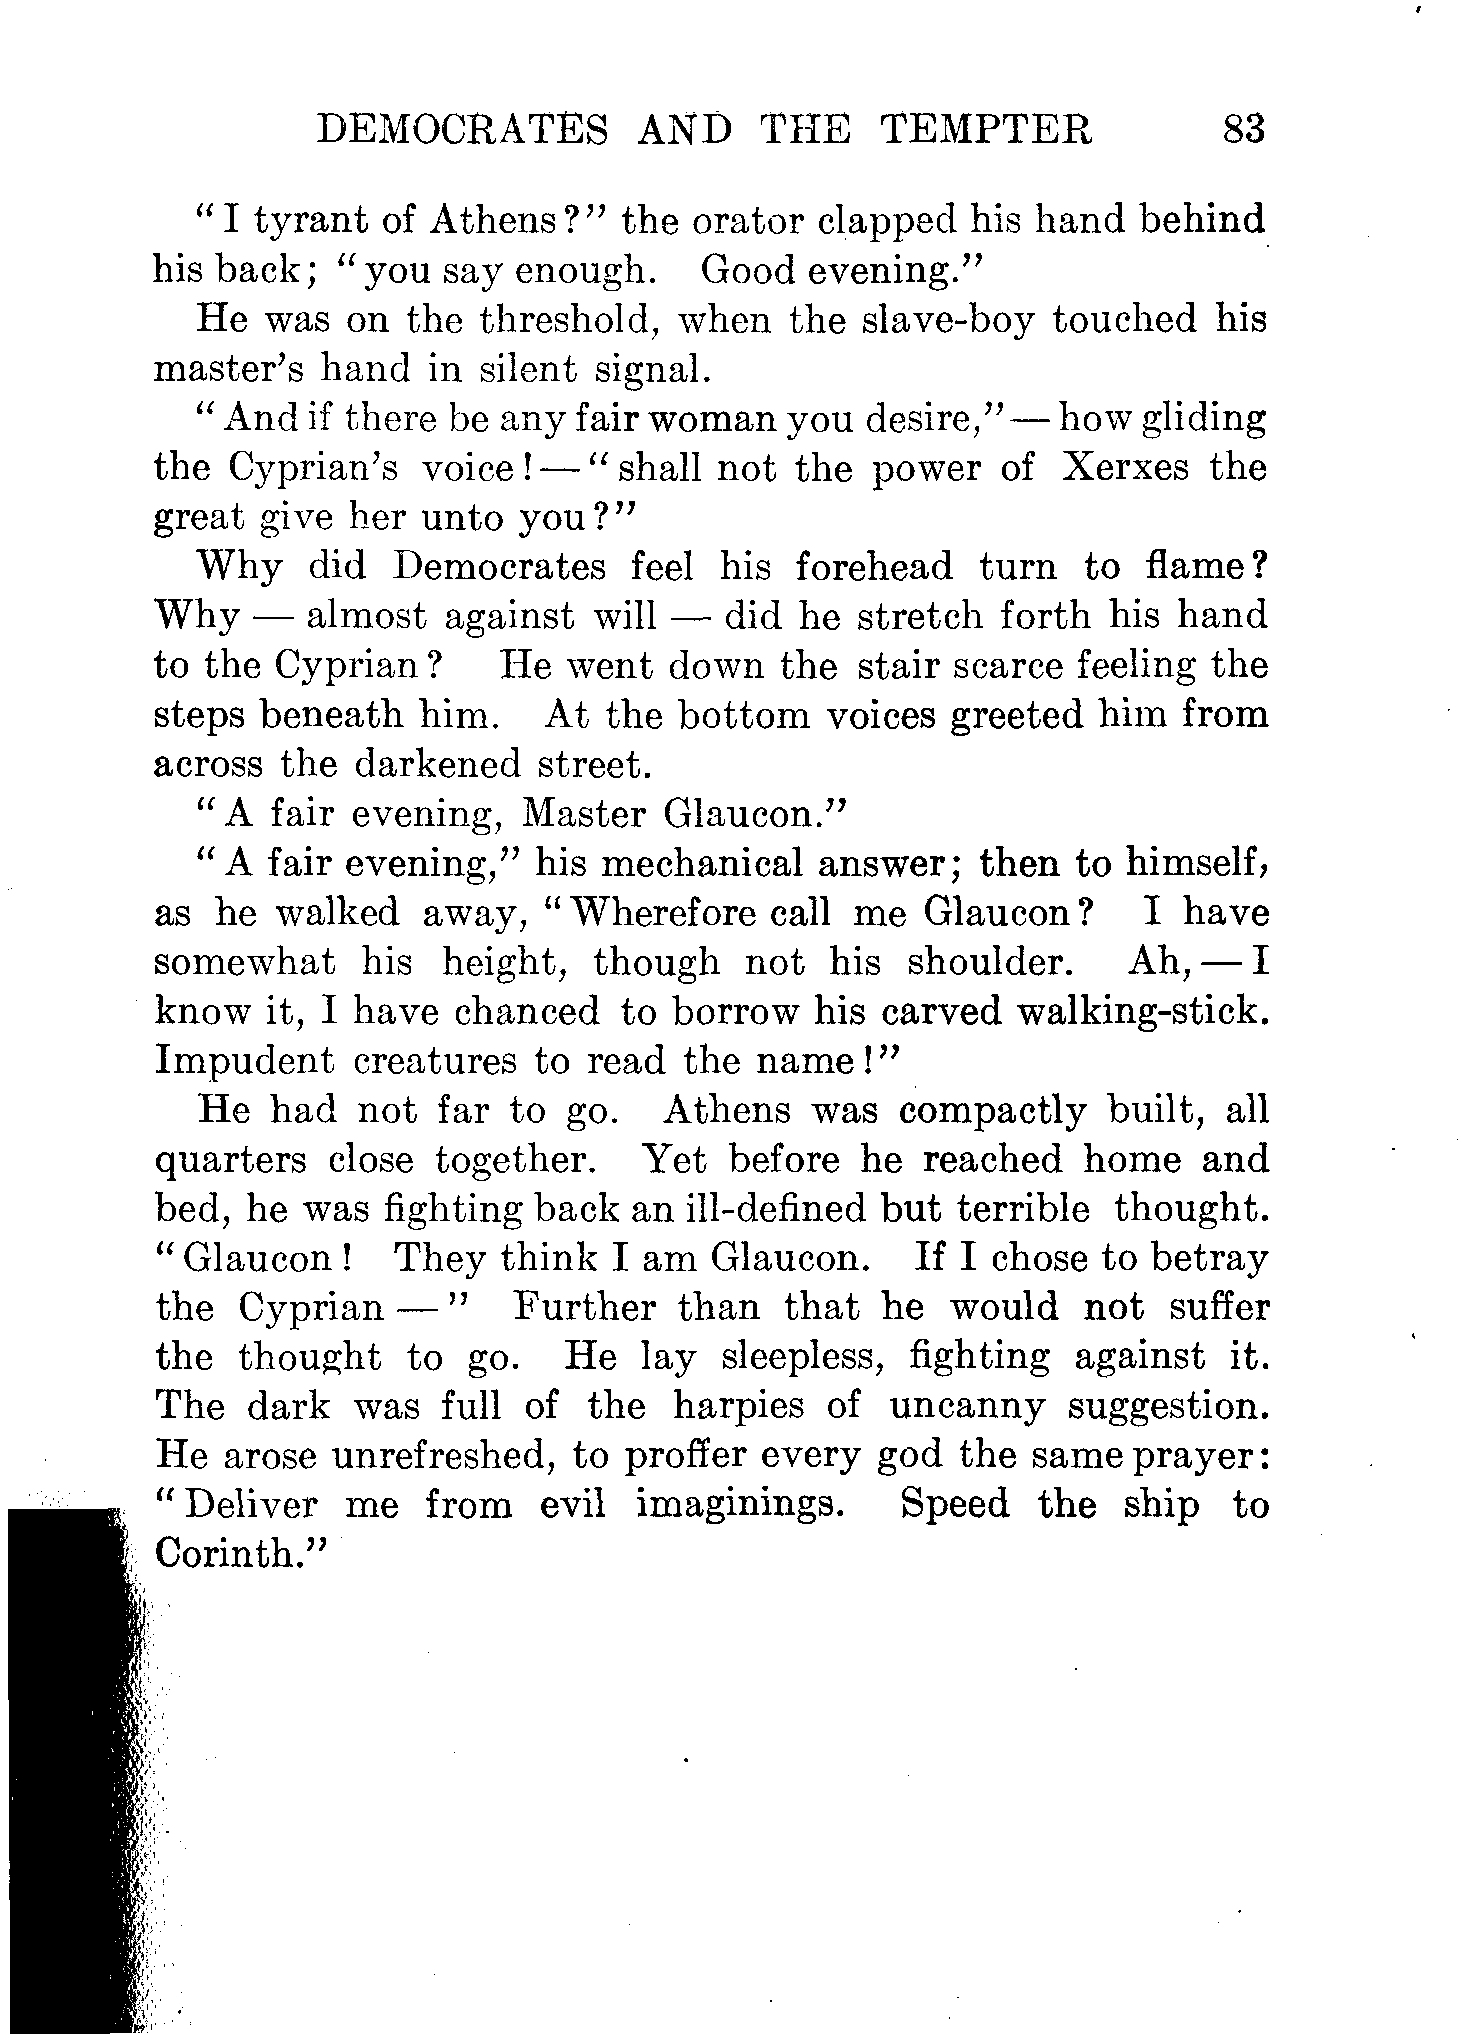 DEMOCRATES AND THE TEMPTER 83
"I tyrant of Athens?" the orator clapped his hand behind
his back; "you say enough. Good evening."
He was on the threshold, when the slave-boy touched his
master's hand in silent signal.
"And if there be any fair woman you desire,"—how gliding
the Cyprian's voice!—"shall not the power of Xerxes the
great give her unto you?"
Why did Democrates feel his forehead turn to flame?
Why — almost against will — did he stretch forth his hand
to the Cyprian? He went down the stair scarce feeling the
steps beneath him. At the bottom voices greeted him from
across the darkened street.
"A fair evening, Master Glaucon."
"A fair evening," his mechanical answer; then to himself,
as he walked away, "Wherefore call me Glaucon? I have
somewhat his height, though not his shoulder. Ah,—I
know it, I have chanced to borrow his carved walking-stick.
Impudent creatures to read the name!"
He had not far to go. Athens was compactly built, all
quarters close together. Yet before he reached home and
bed, he was fighting back an ill-defined but terrible thought.
"Glaucon! They think I am Glaucon. If I chose to betray
the Cyprian —" Further than that he would not suffer
the thought to go. He lay sleepless, fighting against it.
The dark was full of the harpies of uncanny suggestion.
He arose unrefreshed, to proffer every god the same prayer:
"Deliver me from evil imaginings. Speed the ship to
Corinth."